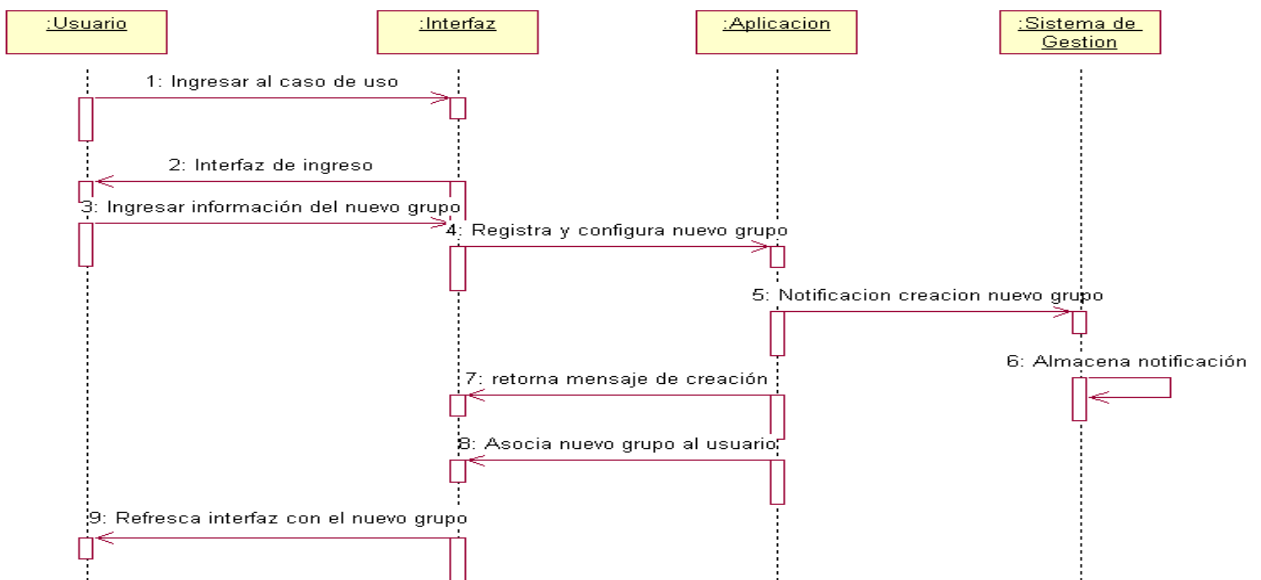 :Usuario
:Interfaz
:Aplicacion
:Sistema de
Gestion
1: Ingresar al caso de uso
2: Interfaz de ingreso
3: Ingresar información del nuevo grupo
4: Registra y configura nuevo grupo
5: Notificacion creacion nuevo grupo
6: Almacena notificación
7: retorna mensaje de creación
8: Asocia nuevo grupo al usuario
9: Refresca interfaz con el nuevo grupo